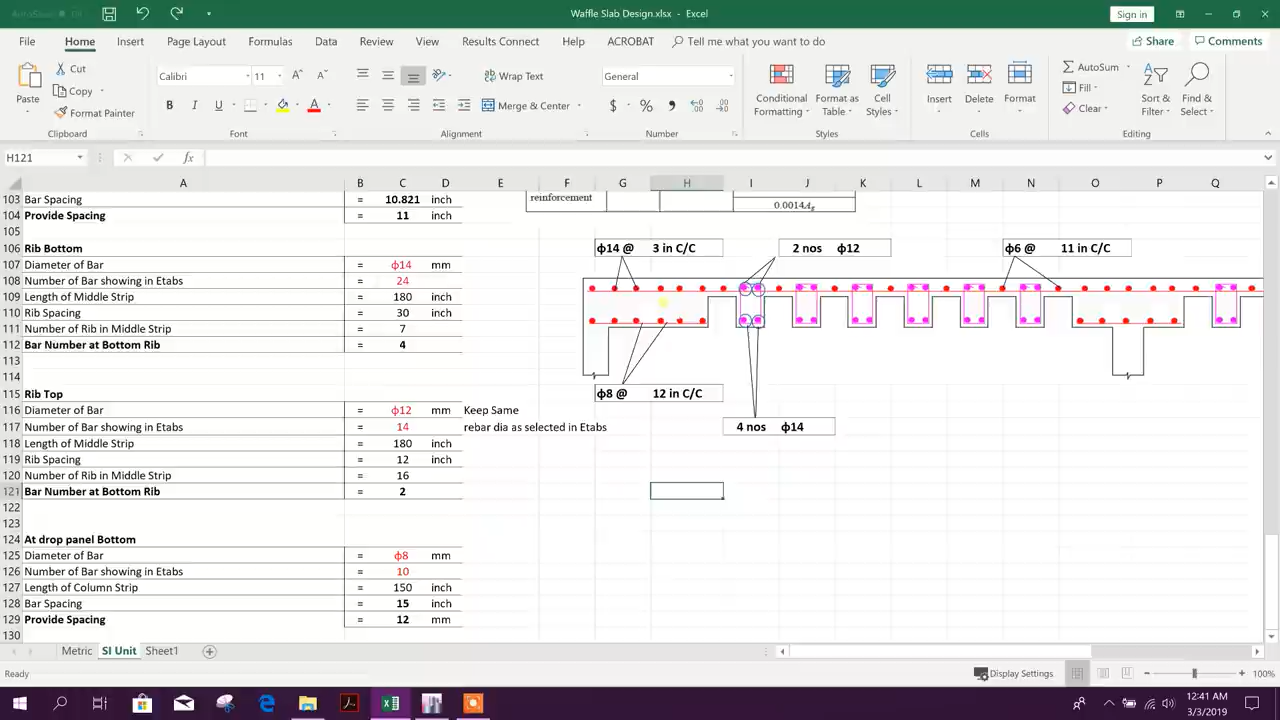 Waffle Slab Design.xlsx - Excel
Sign in
File Home Insert Page Layout Formulas Data Review View Results Connect Help ACROBAT Tell me what you want to do Share Comments
Paste Cut Copy Format Painter
Calibri 11 B I U
Wrap Text Merge & Center
General $ % ,
Conditional Formatting Format as Table Cell Styles
Insert Delete Format
AutoSum Fill Clear Sort & Filter Find & Select
Clipboard Font Alignment Number Styles Cells Editing
H121 fx
A B C D E F G H I J K L M N O P Q
103 Bar Spacing = 10.821 inch reinforcement
104 Provide Spacing = 11 inch 0.0014Ag
105
106 Rib Bottom ф14 @ 3 in C/C 2 nos ф12 ф6 @ 11 in C/C
107 Diameter of Bar = ф14 mm
108 Number of Bar showing in Etabs = 24
109 Length of Middle Strip = 180 inch
110 Rib Spacing = 30 inch
111 Number of Rib in Middle Strip = 7
112 Bar Number at Bottom Rib = 4
113
114
115 Rib Top ф8 @ 12 in C/C
116 Diameter of Bar = ф12 mm Keep Same
117 Number of Bar showing in Etabs = 14 rebar dia as selected in Etabs 4 nos ф14
118 Length of Middle Strip = 180 inch
119 Rib Spacing = 12 inch
120 Number of Rib in Middle Strip = 16
121 Bar Number at Bottom Rib = 2
122
123
124 At drop panel Bottom
125 Diameter of Bar = ф8 mm
126 Number of Bar showing in Etabs = 10
127 Length of Column Strip = 150 inch
128 Bar Spacing = 15 inch
129 Provide Spacing = 12 mm
130
Metric SI Unit Sheet1
Ready Display Settings 100%
12:41 AM
3/3/2019